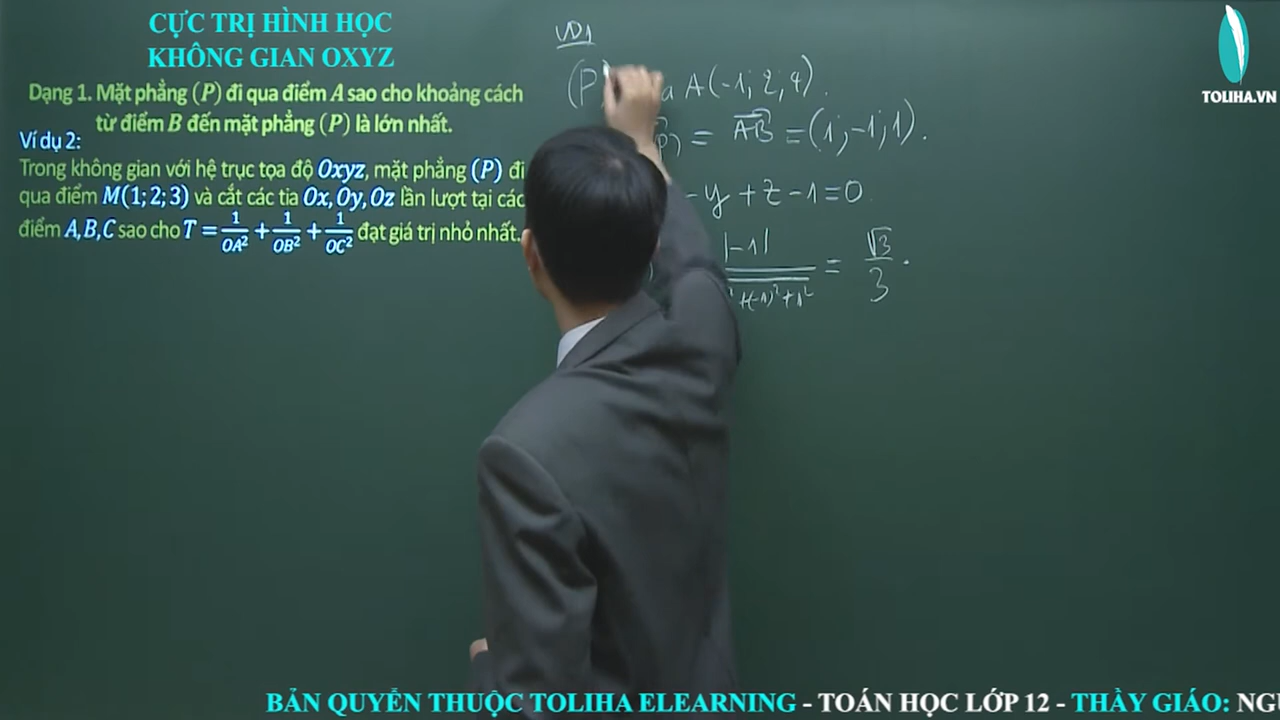 CỰC TRỊ HÌNH HỌC
KHÔNG GIAN OXYZ
Dạng 1. Mặt phẳng (P) đi qua điểm A sao cho khoảng cách
từ điểm B đến mặt phẳng (P) là lớn nhất.
Ví dụ 2:
Trong không gian với hệ trục tọa độ Oxyz, mặt phẳng (P) đi
qua điểm M(1; 2; 3) và cắt các tia Ox, Oy, Oz lần lượt tại các
điểm A, B, C sao cho T = 1/OA² + 1/OB² + 1/OC² đạt giá trị nhỏ nhất.
VD1
(P) A(-1; 2; 4).
= AB = (1; -1; 1).
- y + z - 1 = 0
|-1| = √3/3.
+(-1)² + 1²
TOLIHA.VN
BẢN QUYỀN THUỘC TOLIHA ELEARNING - TOÁN HỌC LỚP 12 - THẦY GIÁO: